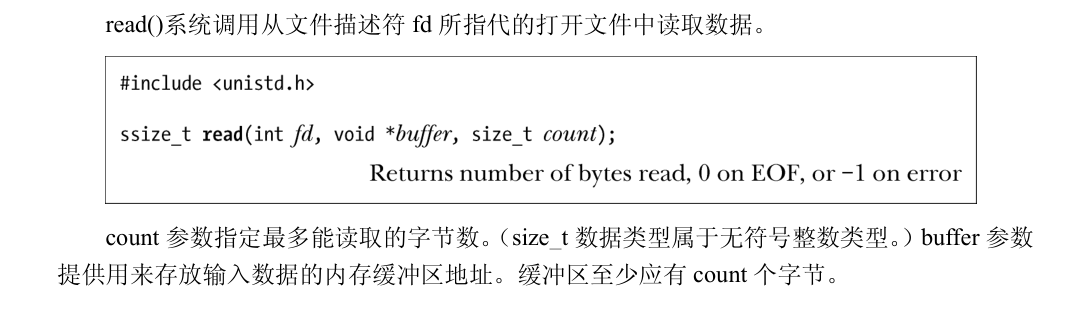 read()系统调用从文件描述符 fd 所指代的打开文件中读取数据。
#include <unistd.h>
ssize_t read(int fd, void *buffer, size_t count);
Returns number of bytes read, 0 on EOF, or −1 on error
count 参数指定最多能读取的字节数。（size_t 数据类型属于无符号整数类型。）buffer 参数
提供用来存放输入数据的内存缓冲区地址。缓冲区至少应有 count 个字节。